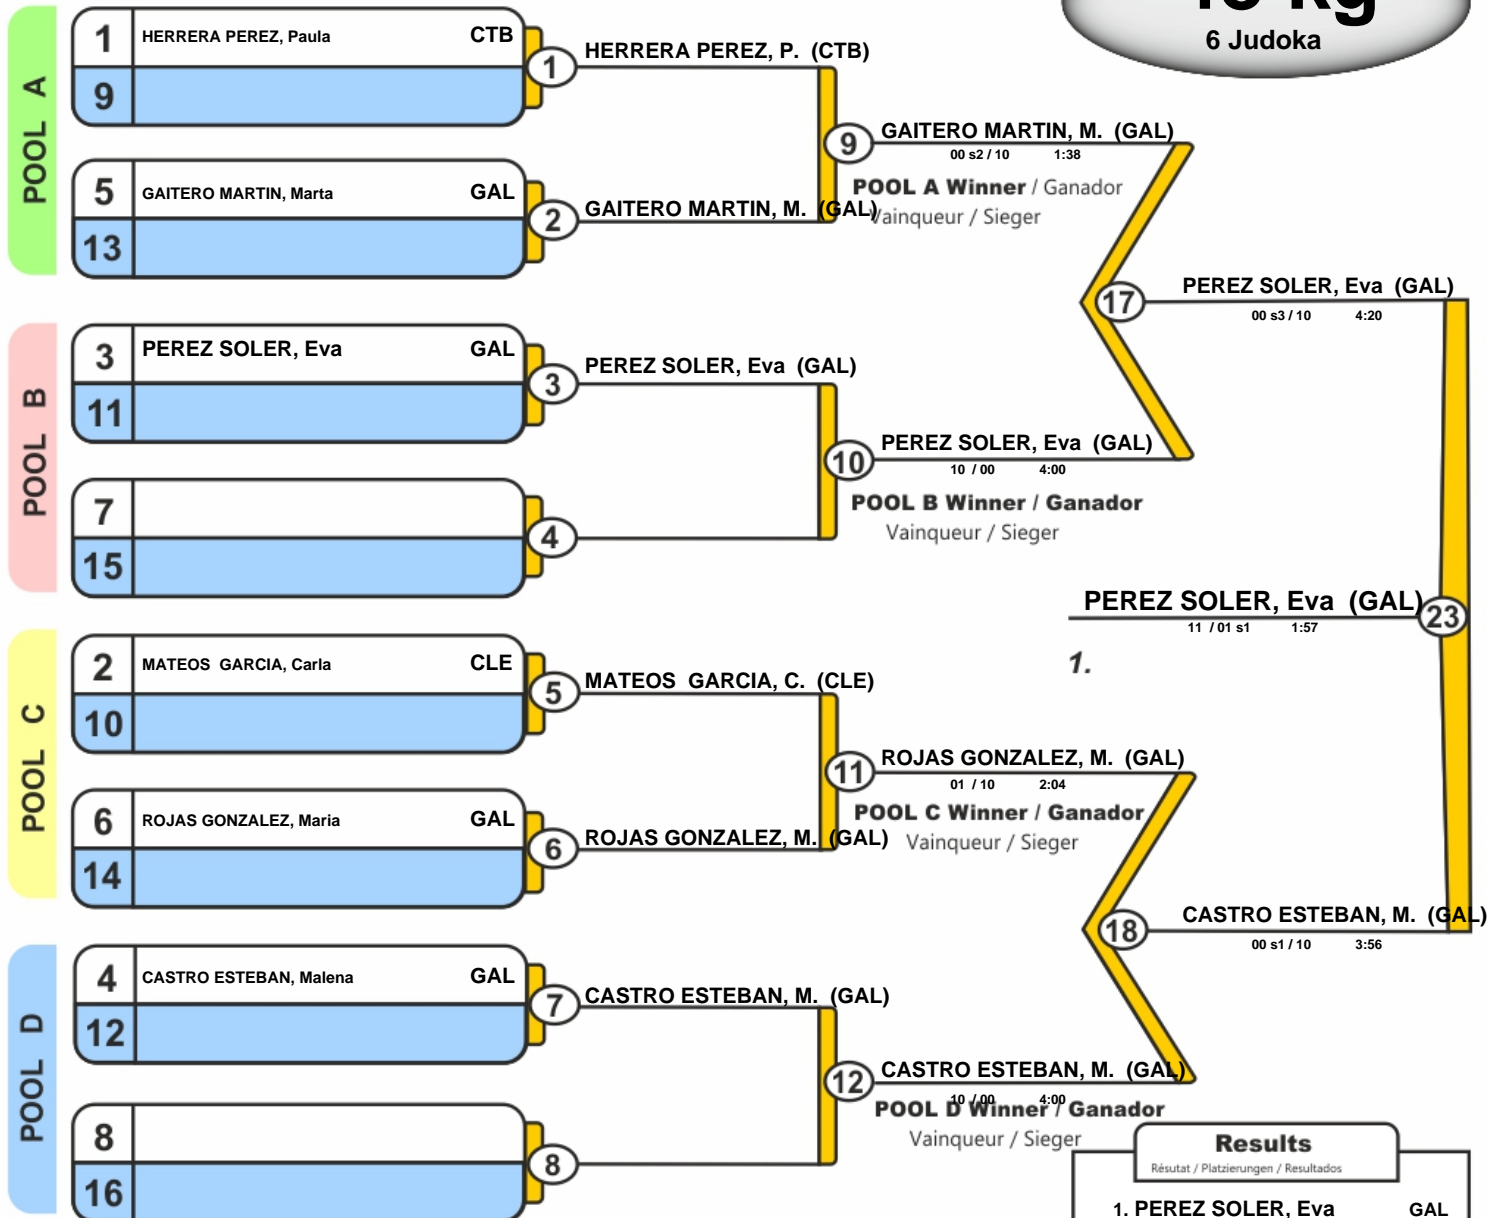 kg
6 Judoka
POOL A
1 HERRERA PEREZ, Paula CTB
9
1
HERRERA PEREZ, P. (CTB)
5 GAITERO MARTIN, Marta GAL
13
2
GAITERO MARTIN, M. (GAL)
9
GAITERO MARTIN, M. (GAL)
00 s2 / 10 1:38
POOL A Winner / Ganador
Vainqueur / Sieger
POOL B
3 PEREZ SOLER, Eva GAL
11
3
PEREZ SOLER, Eva (GAL)
7
15
4
10
PEREZ SOLER, Eva (GAL)
10 / 00 4:00
POOL B Winner / Ganador
Vainqueur / Sieger
17
PEREZ SOLER, Eva (GAL)
00 s3 / 10 4:20
PEREZ SOLER, Eva (GAL)
23
11 / 01 s1 1:57
1.
POOL C
2 MATEOS GARCIA, Carla CLE
10
5
MATEOS GARCIA, C. (CLE)
6 ROJAS GONZALEZ, Maria GAL
14
6
ROJAS GONZALEZ, M. (GAL)
11
ROJAS GONZALEZ, M. (GAL)
01 / 10 2:04
POOL C Winner / Ganador
Vainqueur / Sieger
18
CASTRO ESTEBAN, M. (GAL)
00 s1 / 10 3:56
POOL D
4 CASTRO ESTEBAN, Malena GAL
12
7
CASTRO ESTEBAN, M. (GAL)
8
16
8
12
CASTRO ESTEBAN, M. (GAL)
10 / 00 4:00
POOL D Winner / Ganador
Vainqueur / Sieger
Results
Résutat / Platzierungen / Resultados
1. PEREZ SOLER, Eva GAL